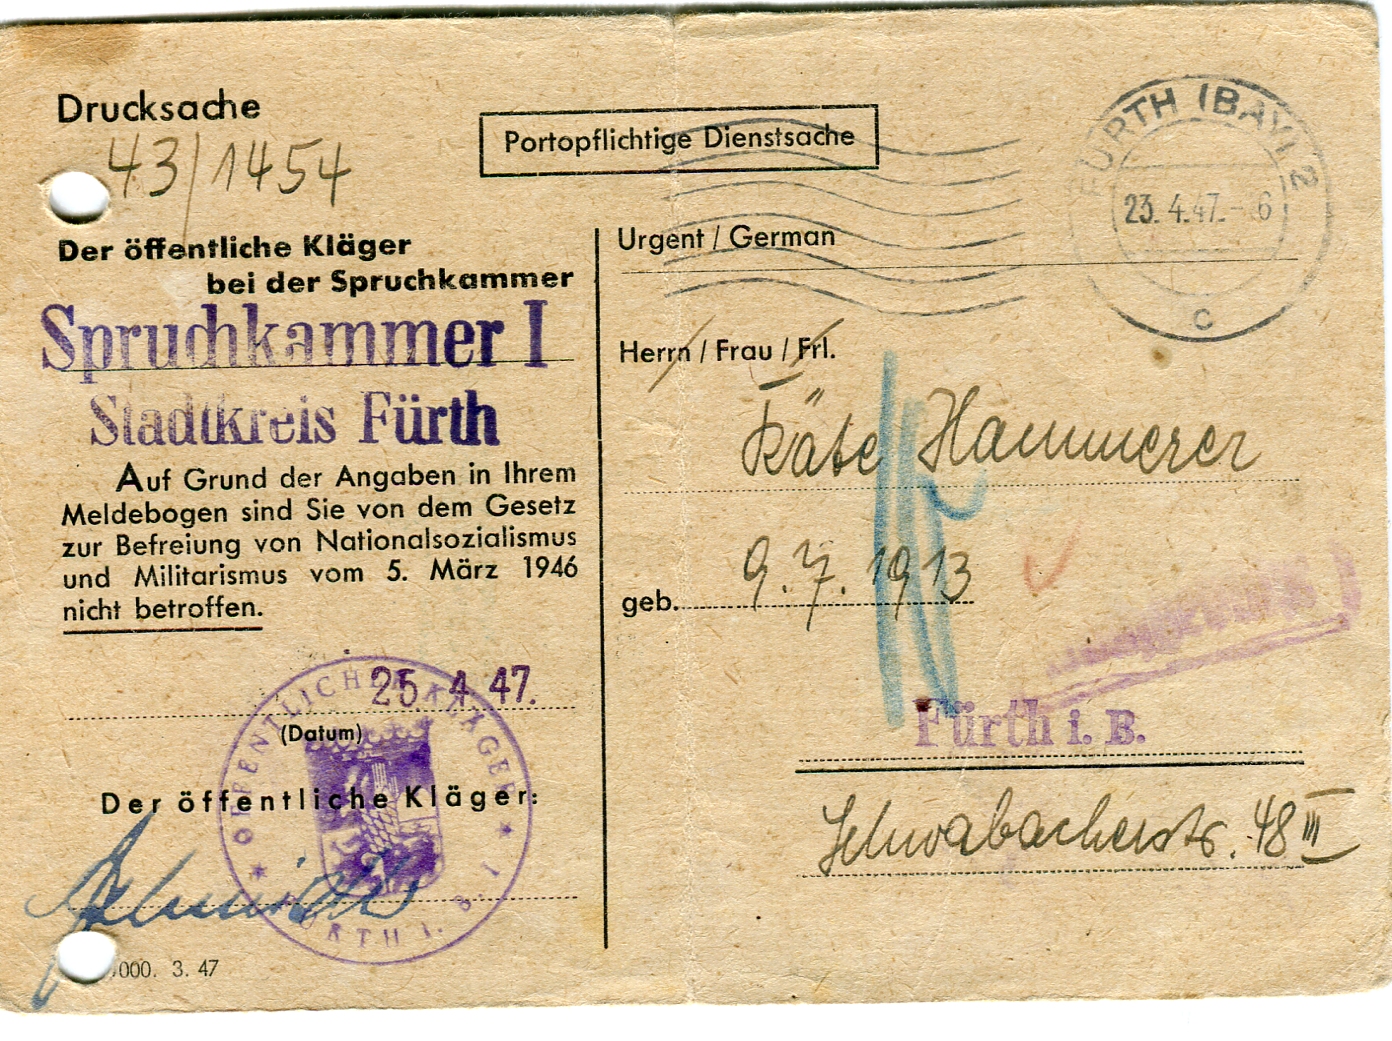 Drucksache
43/1454
Portopflichtige Dienstsache
FÜRTH (BAY) 2
23.4.47.-6
c
Der öffentliche Kläger
bei der Spruchkammer
Spruchkammer I
Stadtkreis Fürth
Auf Grund der Angaben in Ihrem
Meldebogen sind Sie von dem Gesetz
zur Befreiung von Nationalsozialismus
und Militarismus vom 5. März 1946
nicht betroffen.
25.4.47.
(Datum)
Der öffentliche Kläger:
ÖFFENTLICHER KLÄGER I
FÜRTH i. B.
000. 3. 47
Urgent / German
Herrn / Frau / Frl.
Käte Hammerer
geb. 9.7.1913
Fürth i. B.
Schwabacherstr. 48 III